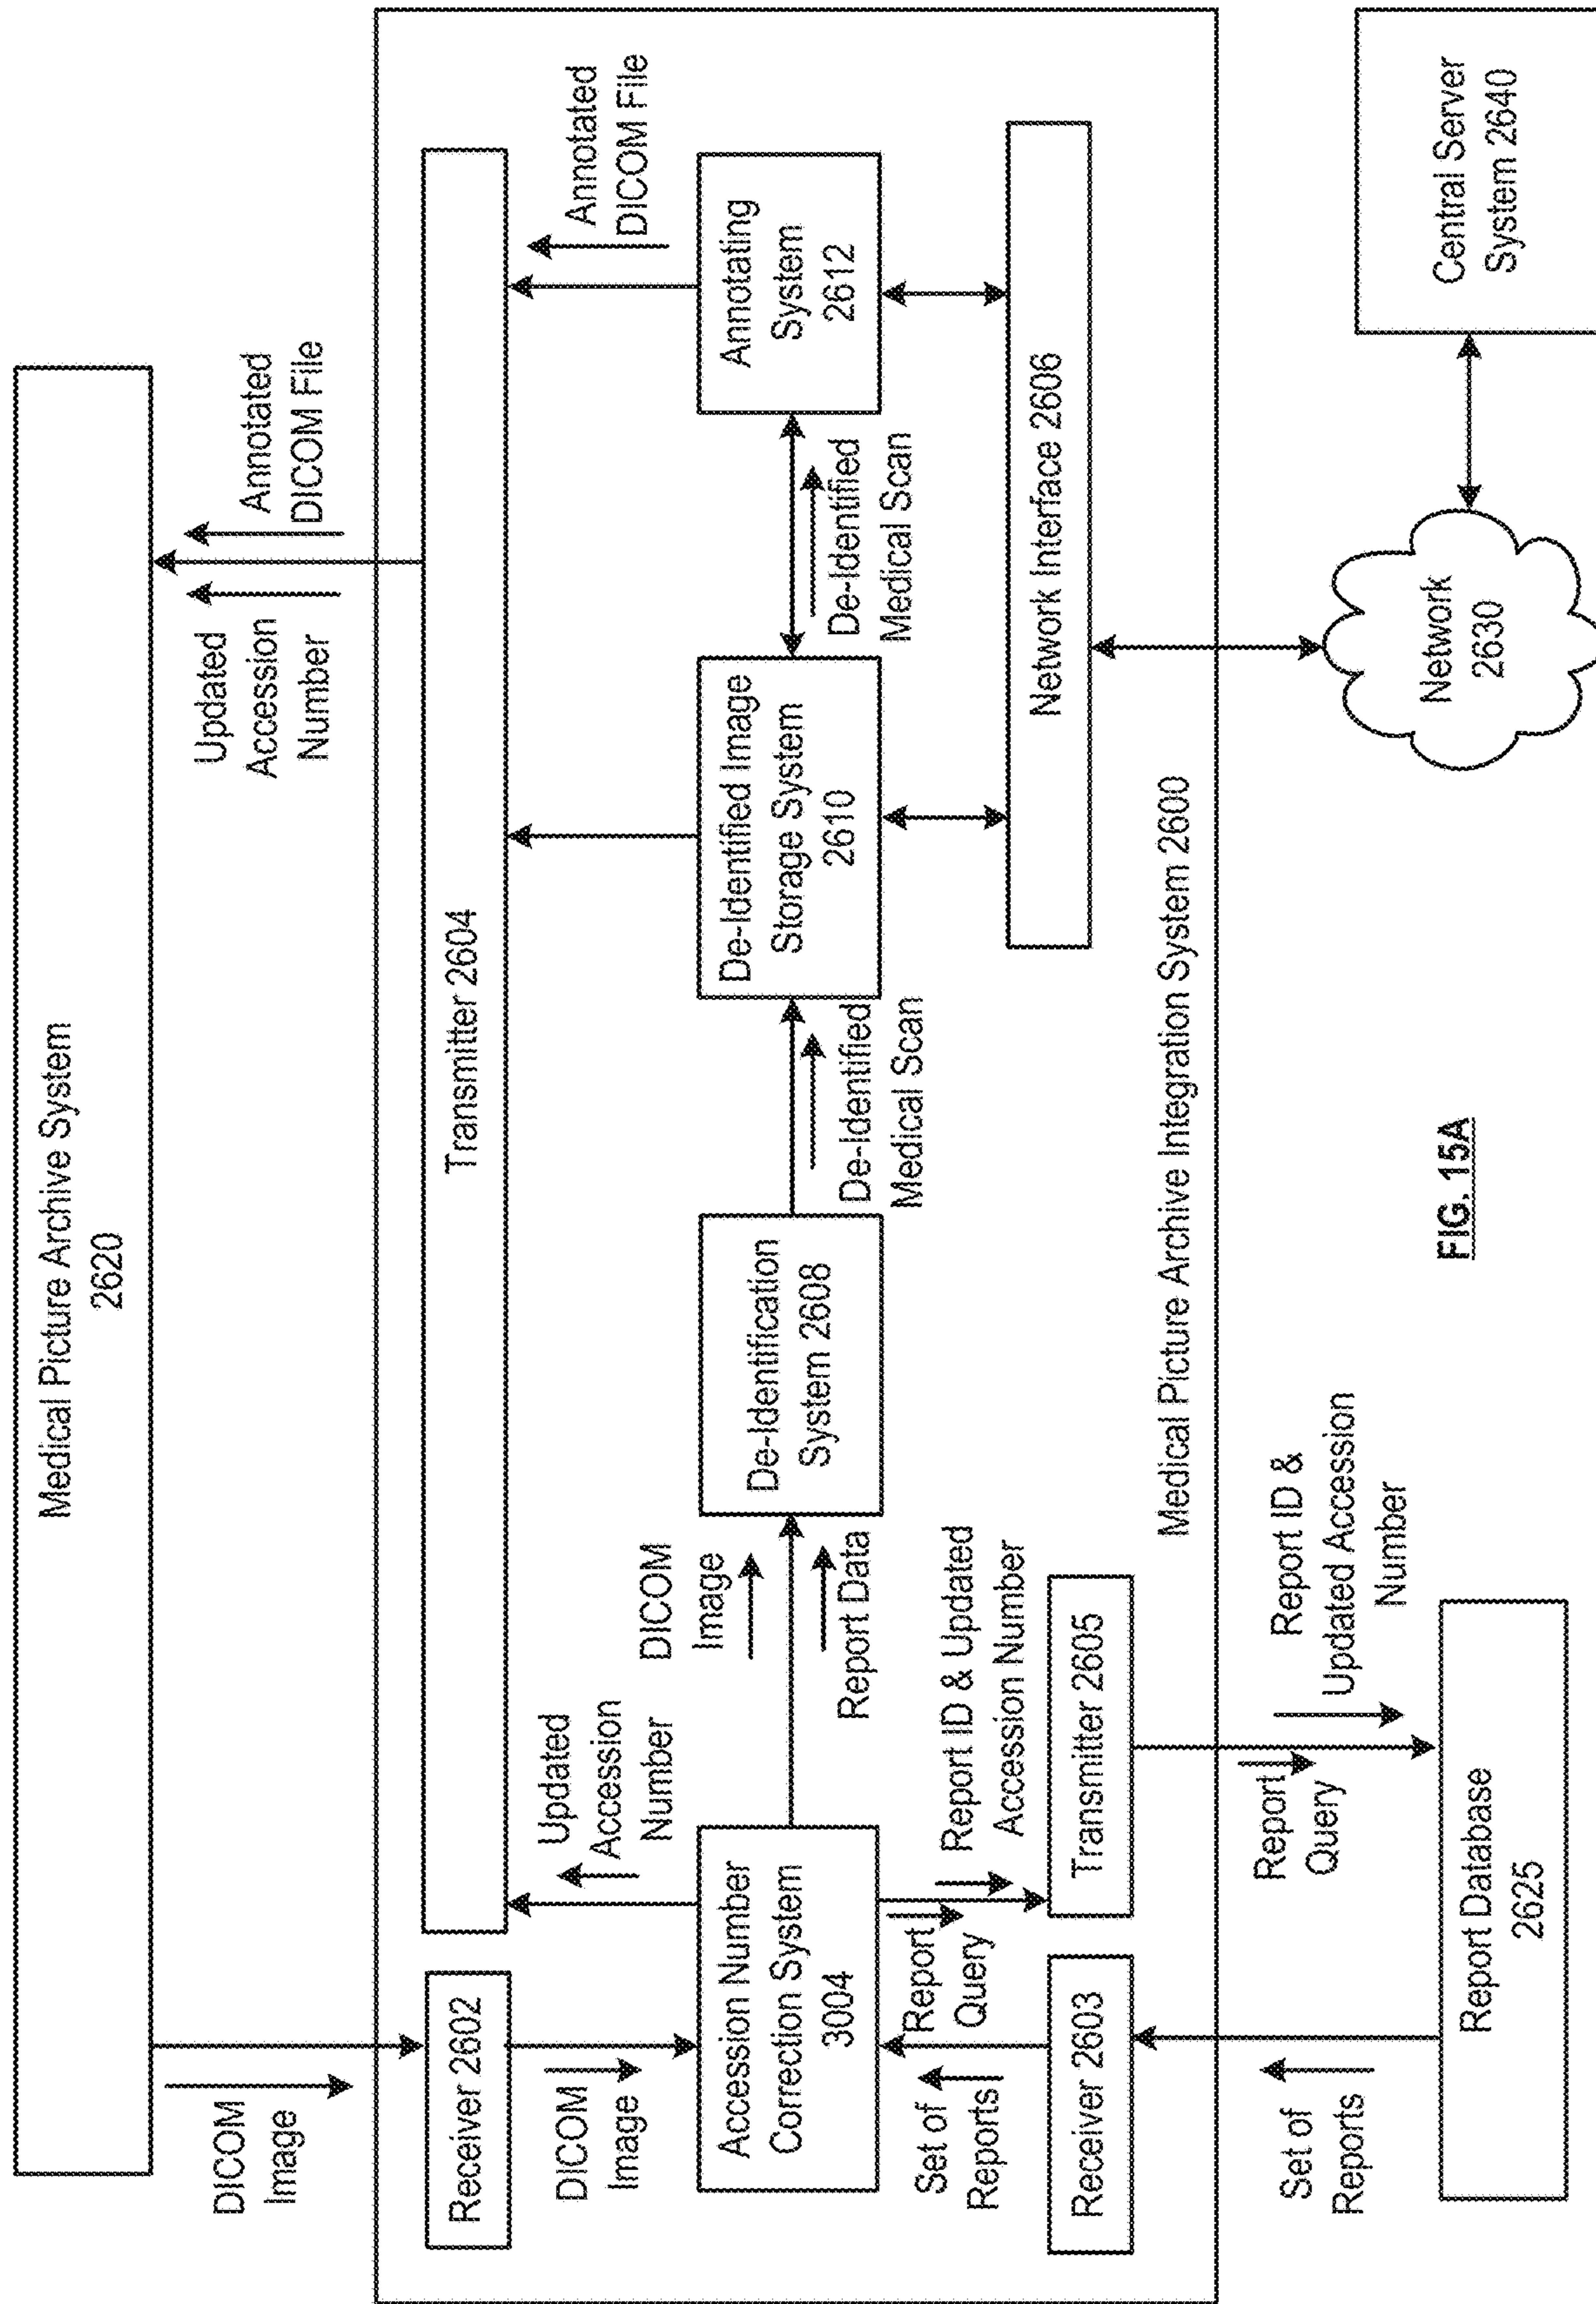 Medical Picture Archive System
2620
DICOM
Image
Updated
Accession
Number
Annotated
DICOM File
Receiver 2602
Transmitter 2604
DICOM
Image
Updated
Accession
Number
Annotated
DICOM File
Accession Number
Correction System
3004
DICOM
Image
Report Data
De-Identification
System 2608
De-Identified
Medical Scan
De-Identified Image
Storage System
2610
De-Identified
Medical Scan
Annotating
System
2612
Set of
Reports
Report
Query
Report ID & Updated
Accession Number
Receiver 2603
Transmitter 2605
Network Interface 2606
Medical Picture Archive Integration System 2600
Set of
Reports
Report
Query
Report ID &
Updated Accession
Number
Report Database
2625
Network
2630
Central Server
System 2640
FIG. 15A